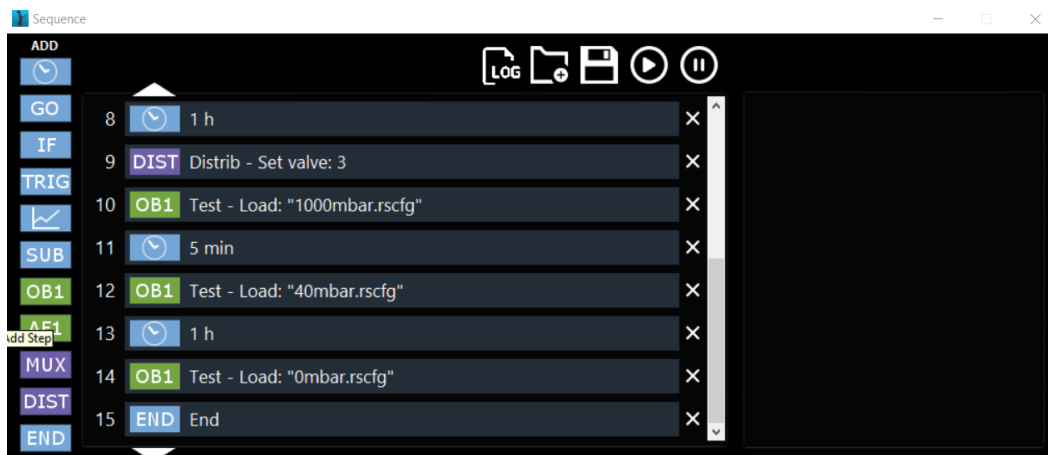 Sequence
ADD
LOG
GO
IF
TRIG
SUB
OB1
AF1
Add Step
MUX
DIST
END
8 1 h
9 DIST Distrib - Set valve: 3
10 OB1 Test - Load: "1000mbar.rscfg"
11 5 min
12 OB1 Test - Load: "40mbar.rscfg"
13 1 h
14 OB1 Test - Load: "0mbar.rscfg"
15 END End